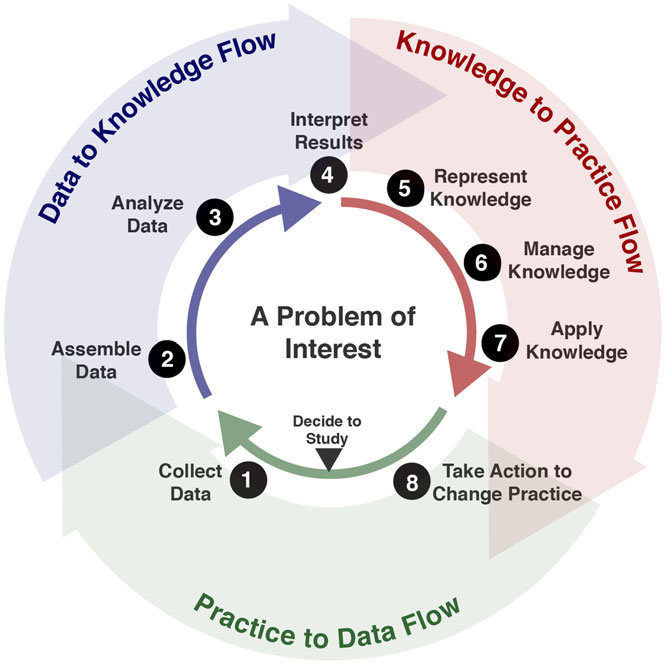 Data to Knowledge Flow
Knowledge to Practice Flow
Interpret
Results
4
5
Represent
Knowledge
Analyze
Data
3
6
Manage
Knowledge
A Problem of
Interest
7
Apply
Knowledge
Assemble
Data
2
Decide to
Study
Collect
Data
1
8
Take Action to
Change Practice
Practice to Data Flow